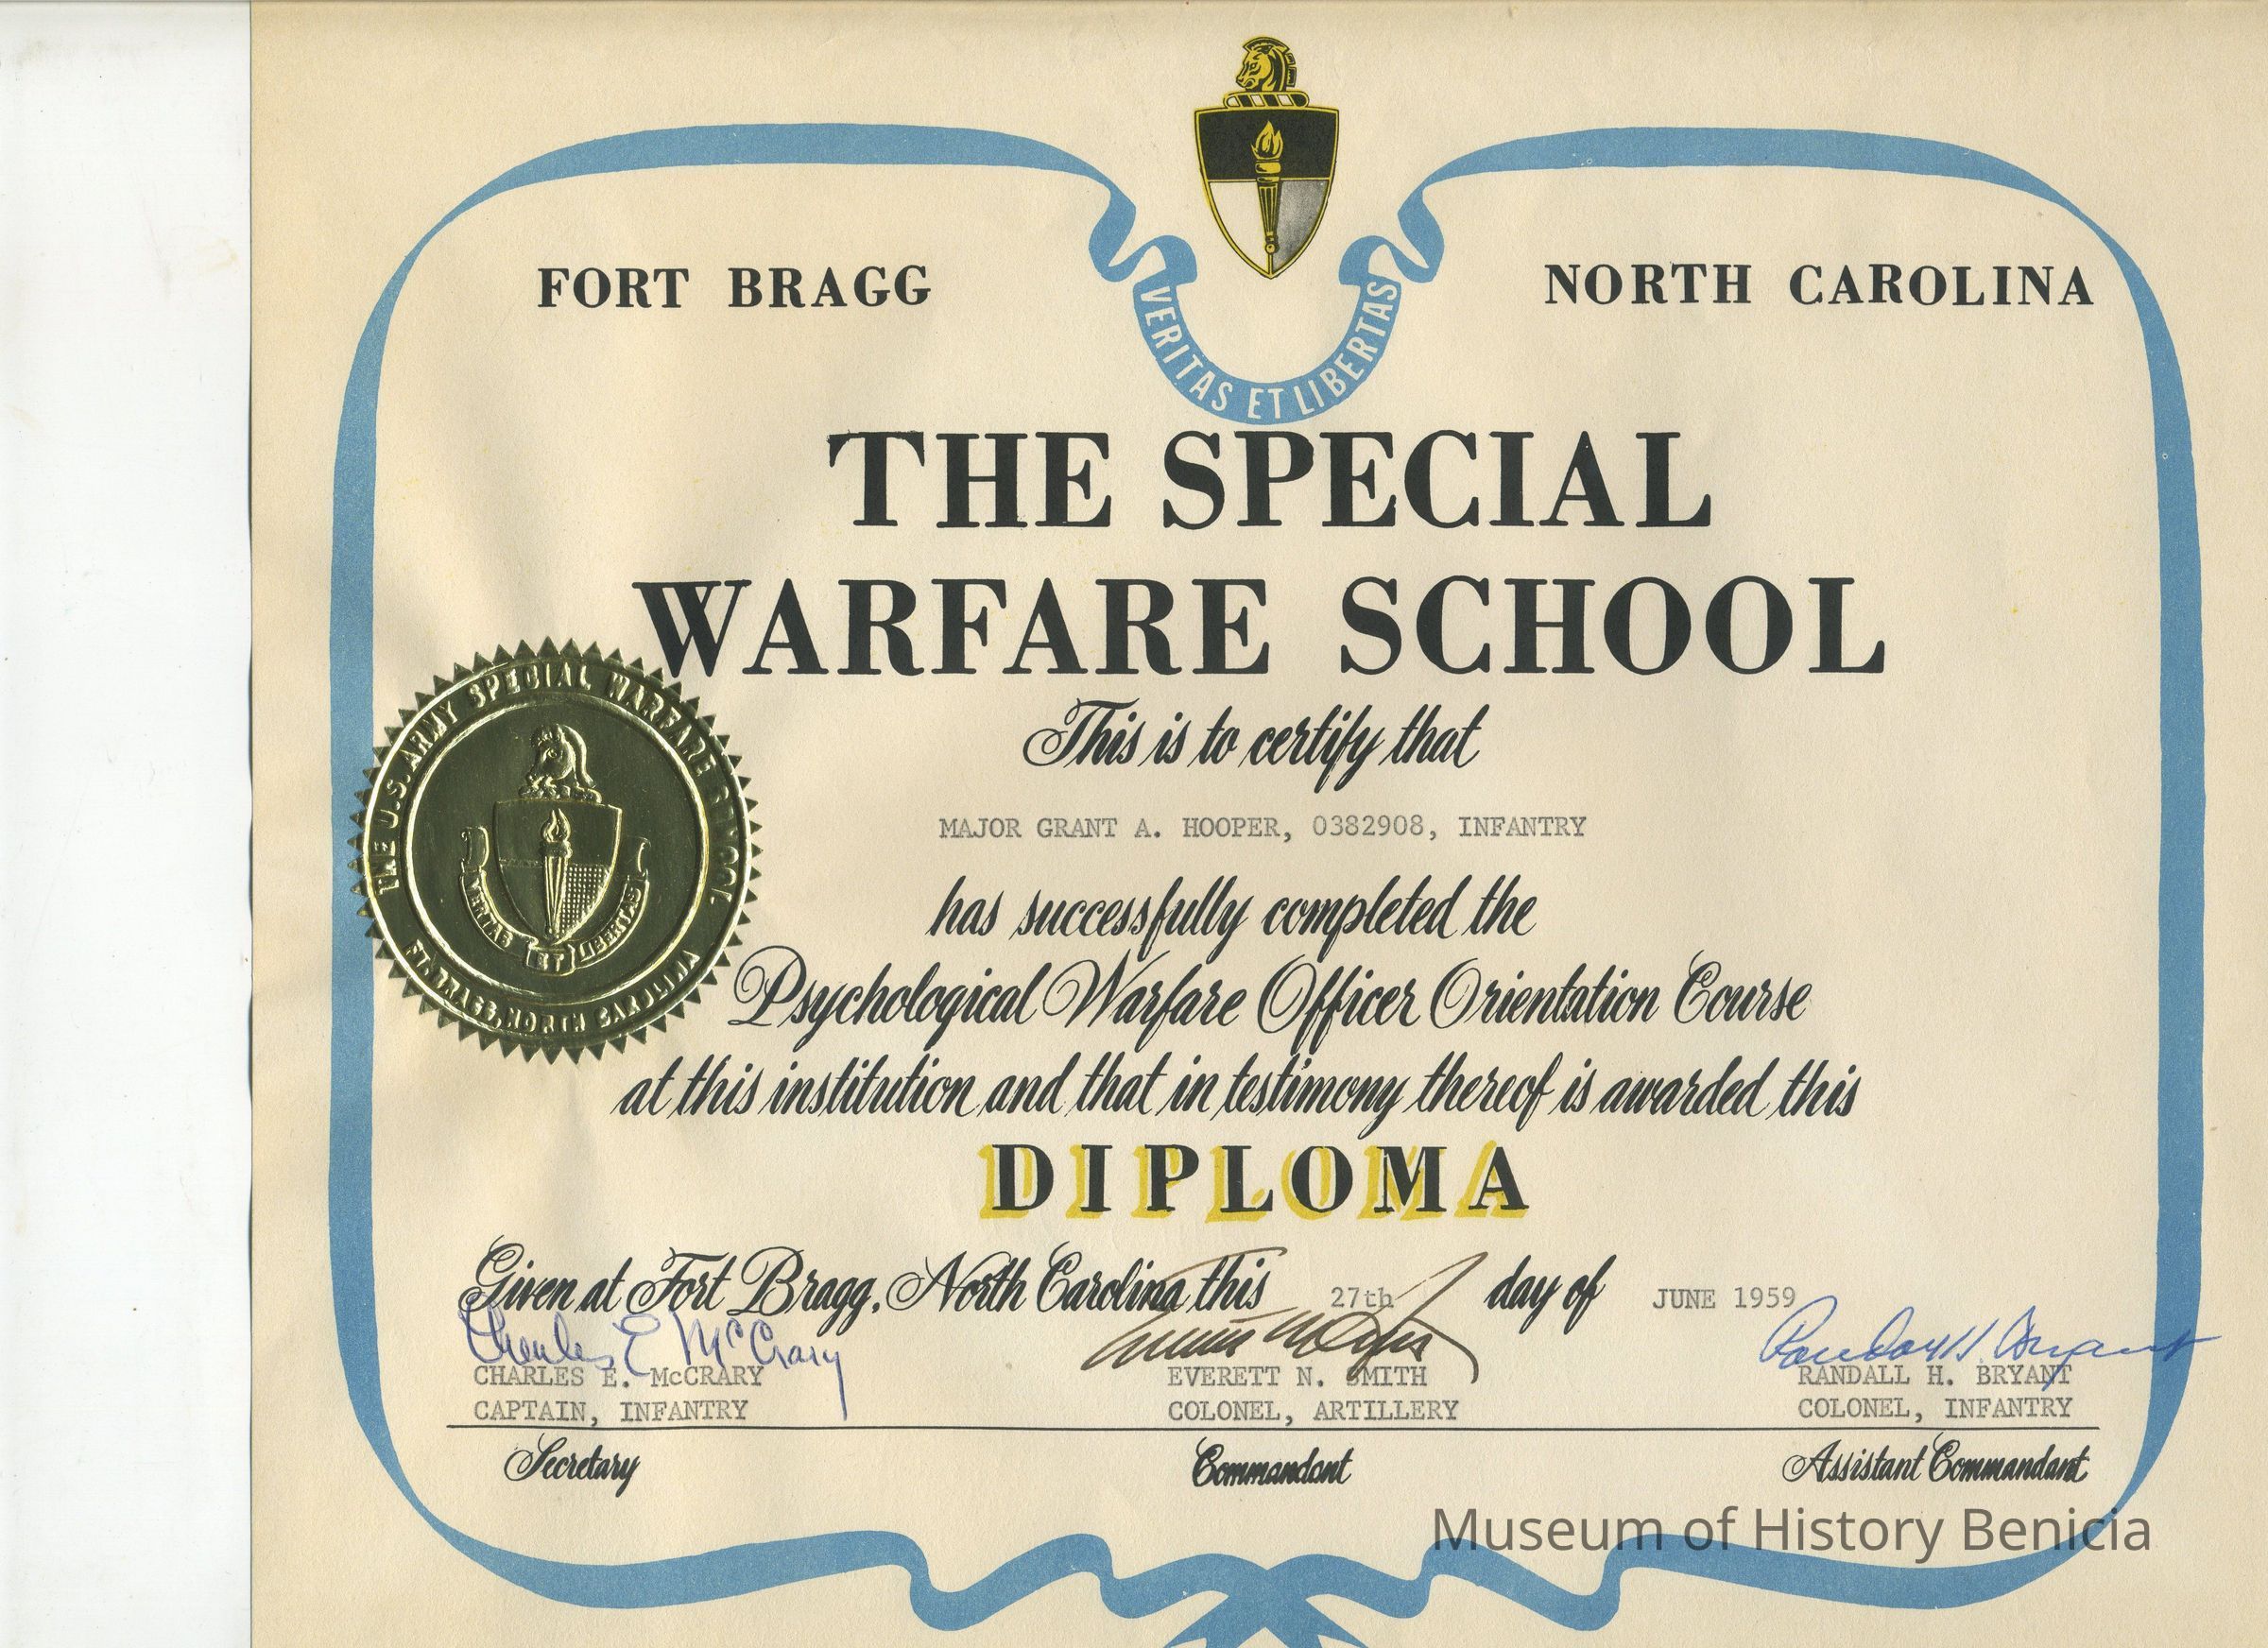 FORT BRAGG
NORTH CAROLINA
VERITAS ET LIBERTAS
THE SPECIAL
WARFARE SCHOOL
This is to certify that
MAJOR GRANT A. HOOPER, 0382908, INFANTRY
has successfully completed the
Psychological Warfare Officer Orientation Course
at this institution and that in testimony thereof is awarded this
DIPLOMA
THE U.S. ARMY SPECIAL WARFARE SCHOOL
VERITAS ET LIBERTAS
FT. BRAGG, NORTH CAROLINA
Given at Fort Bragg, North Carolina this 27th day of JUNE 1959
Charles E McCrary
Randall H Bryant
CHARLES E. McCRARY
CAPTAIN, INFANTRY
Secretary
EVERETT N. SMITH
COLONEL, ARTILLERY
Commandant
RANDALL H. BRYANT
COLONEL, INFANTRY
Assistant Commandant
Museum of History Benicia